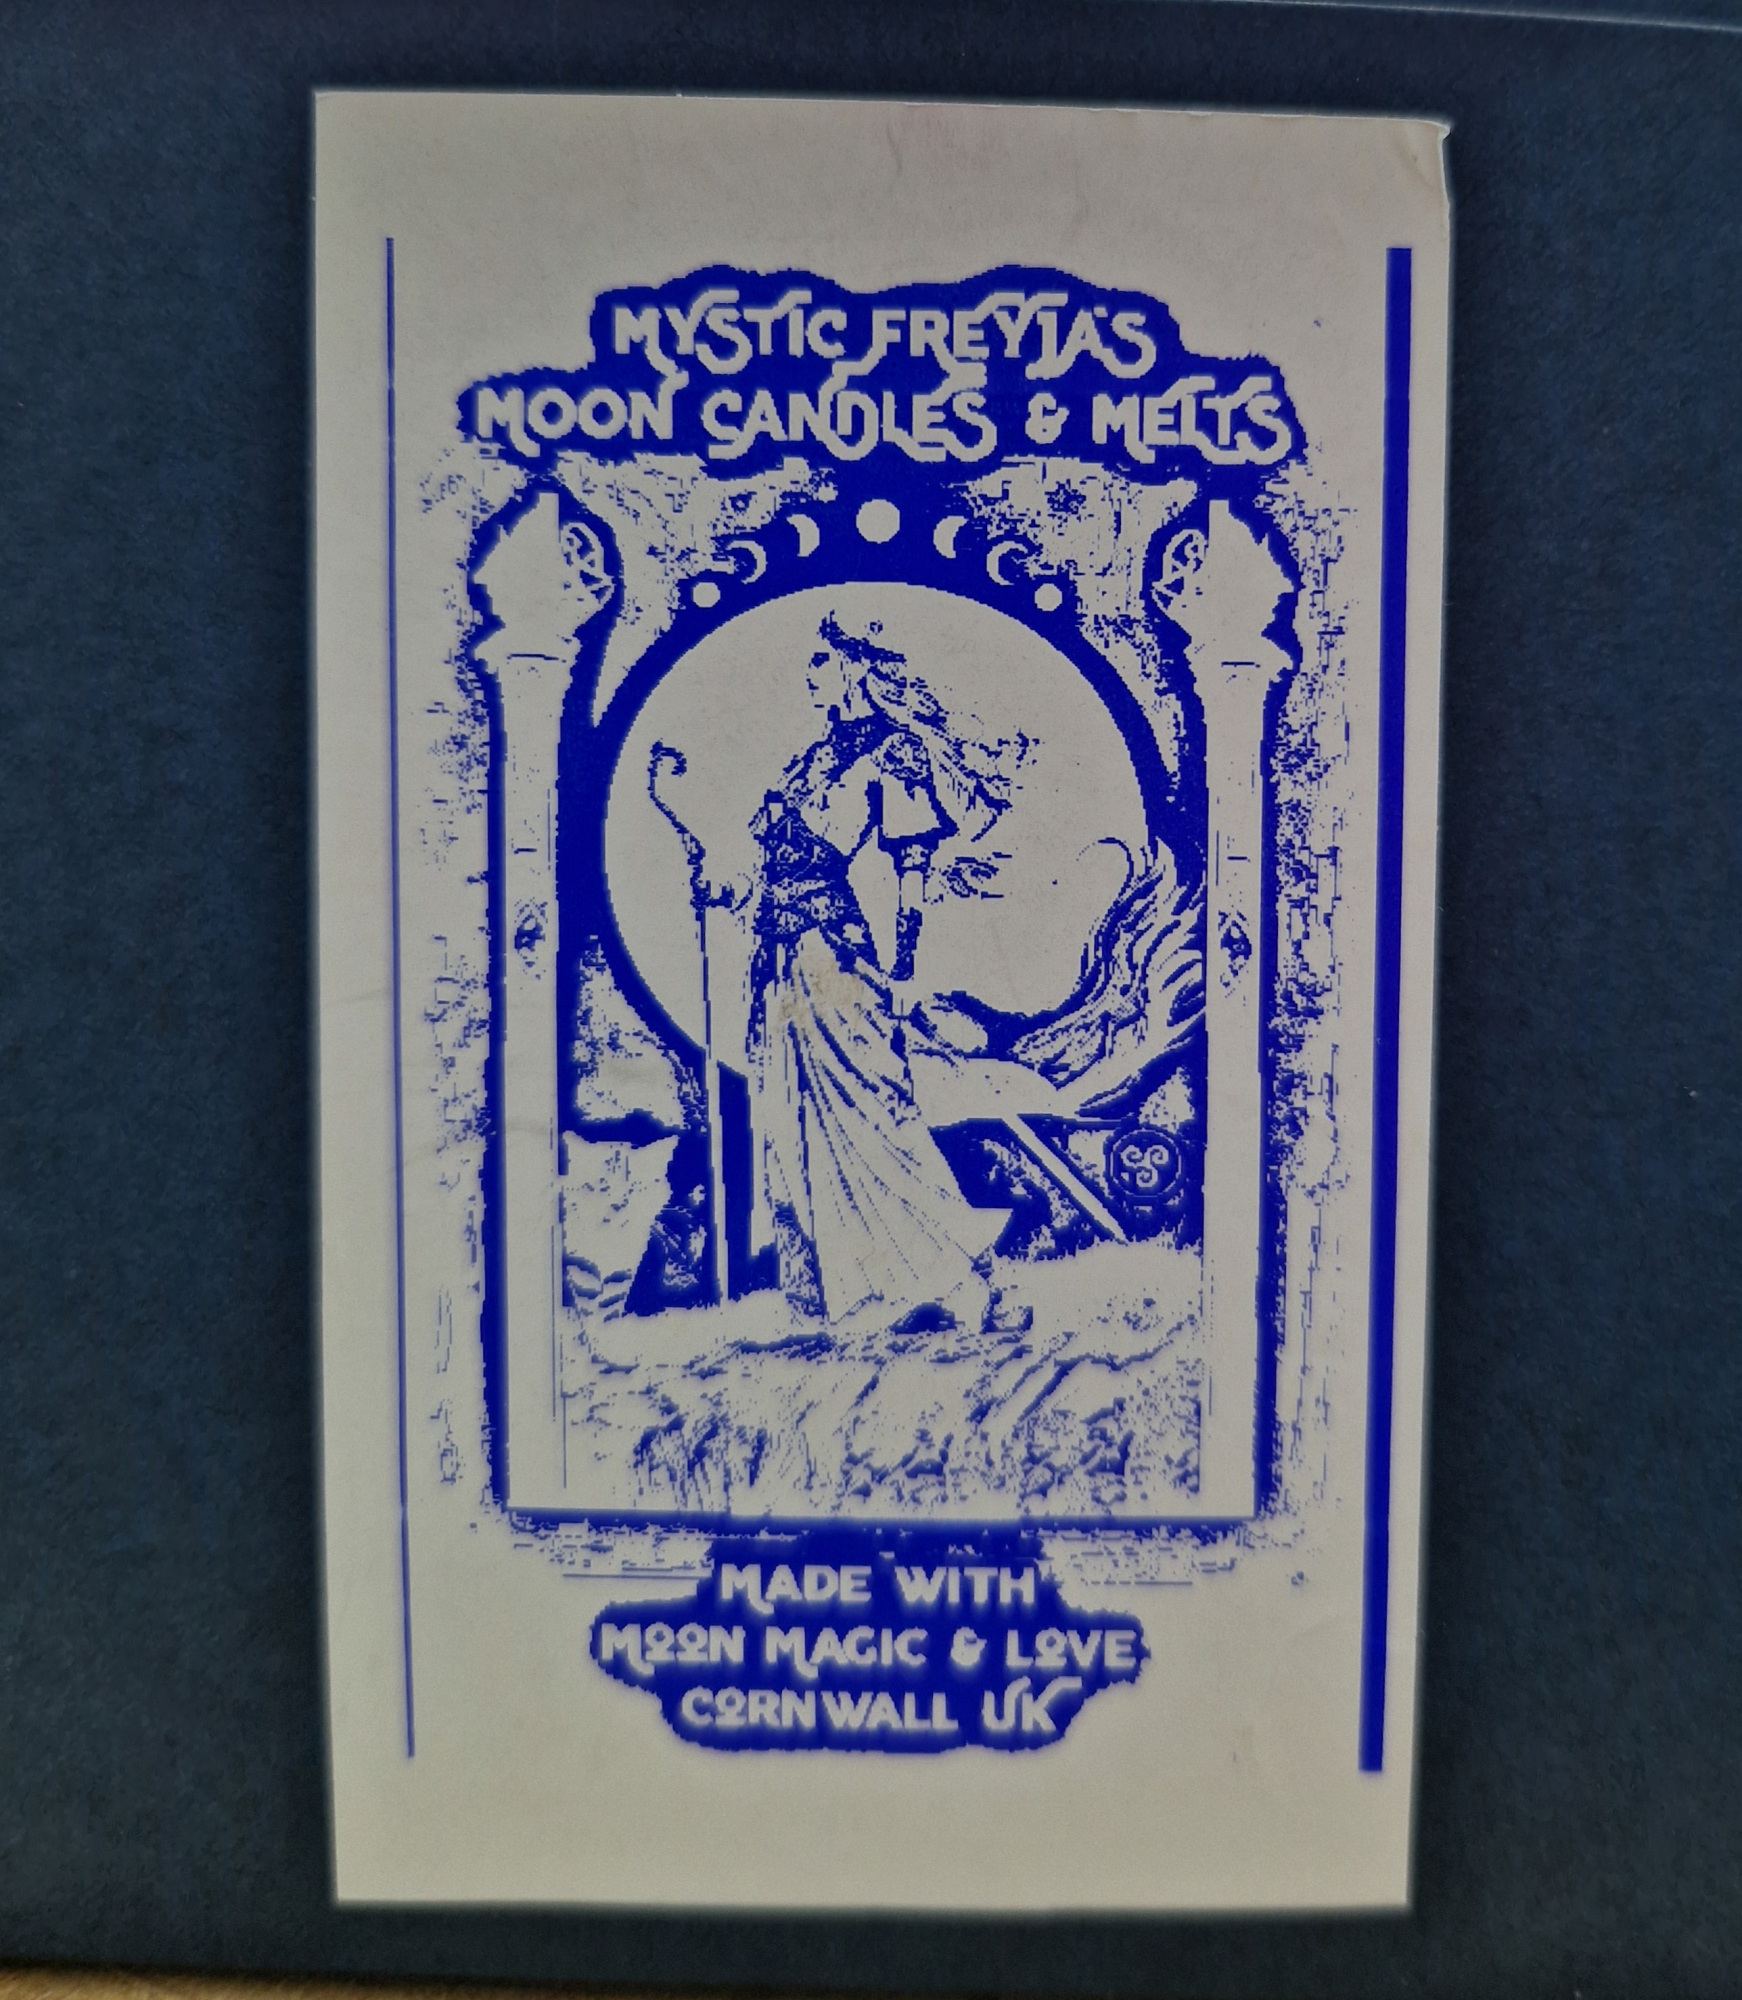 MYSTIC FREYJA'S
MOON CANDLES & MELTS
MADE WITH
MOON MAGIC & LOVE
CORNWALL UK